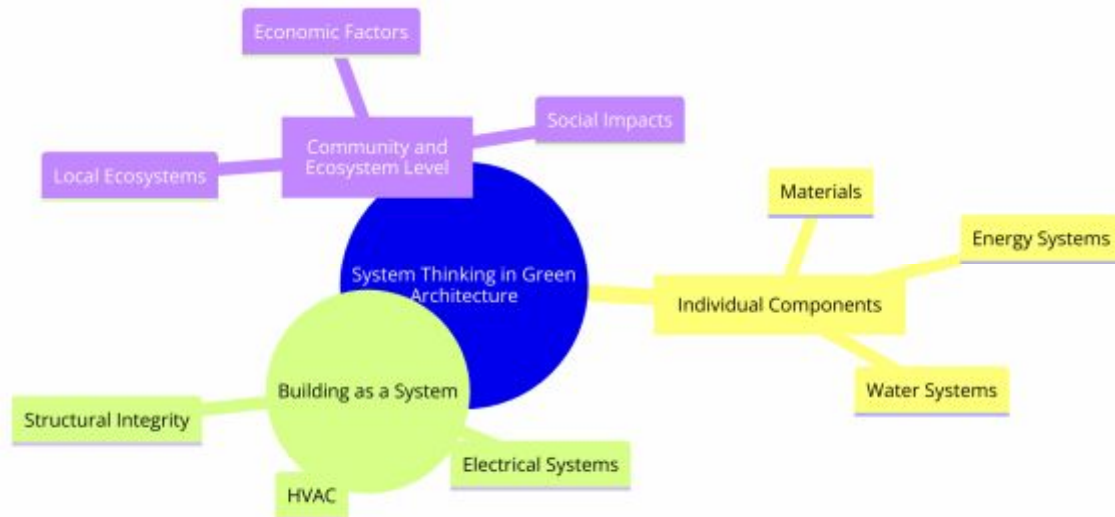 Economic Factors
Social Impacts
Community and
Ecosystem Level
Local Ecosystems
Materials
Energy Systems
System Thinking in Green
Architecture
Individual Components
Building as a System
Water Systems
Structural Integrity
Electrical Systems
HVAC